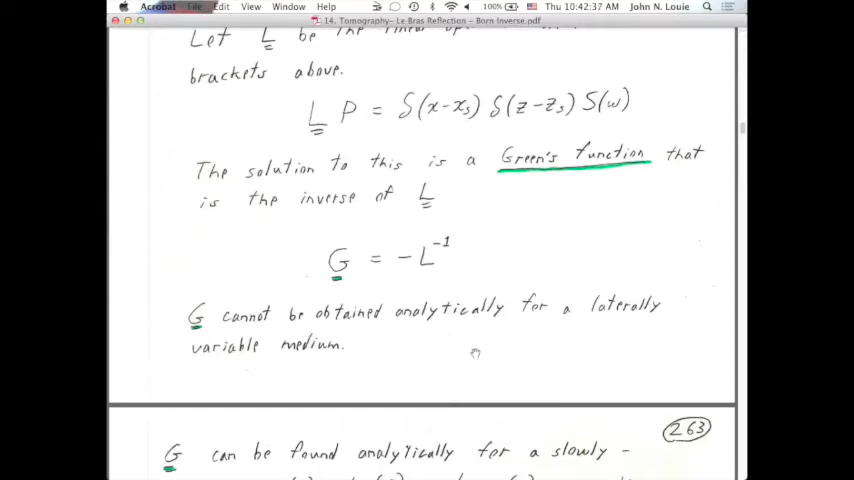 Acrobat File Edit View Window Help 100% Thu 10:42:37 AM John N. Louie
14. Tomography- Le Bras Reflection - Born Inverse.pdf
Let L be the linear
brackets above.
L P = δ(x-xs) δ(z-zs) S(ω)
The solution to this is a Green's function that
is the inverse of L
G = -L⁻¹
G cannot be obtained analytically for a laterally
variable medium.
263
G can be found analytically for a slowly -